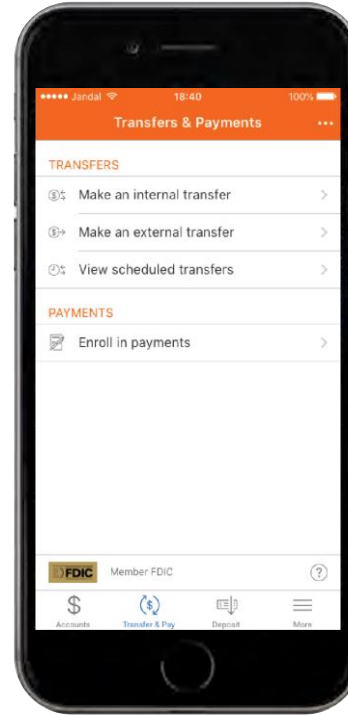 Jandal 18:40 100%
Transfers & Payments
TRANSFERS
Make an internal transfer
Make an external transfer
View scheduled transfers
PAYMENTS
Enroll in payments
FDIC Member FDIC ?
$ $
Accounts Transfer & Pay Deposit More